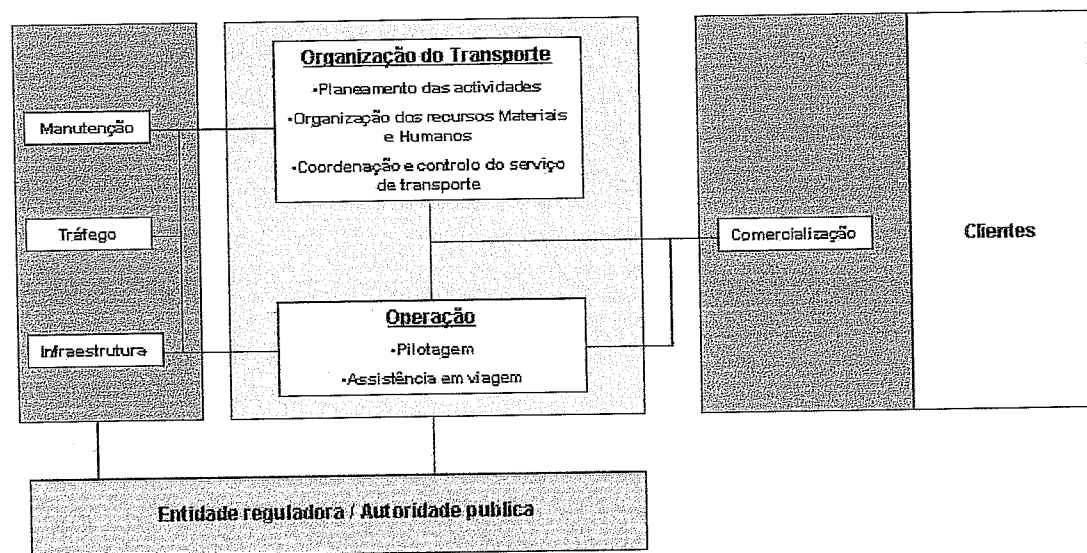 Organização do Transporte
•Planeamento das actividades
•Organização dos recursos Materiais
e Humanos
•Coordenação e controlo do serviço
de transporte
Manutenção
Tráfego
Infraestrutura
Operação
•Pilotagem
•Assistência em viagem
Comercialização
Clientes
Entidade reguladora / Autoridade publica